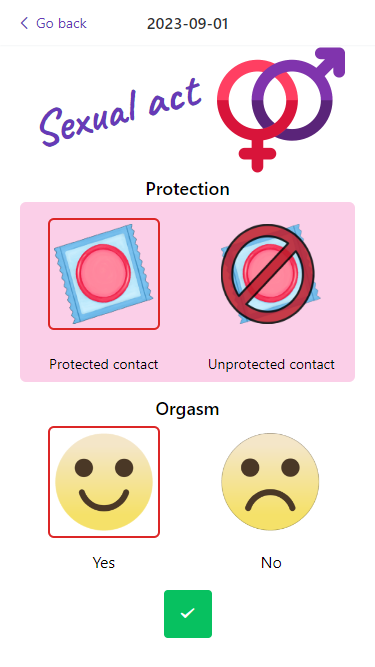 Go back
2023-09-01
Sexual act
Protection
Protected contact
Unprotected contact
Orgasm
Yes
No